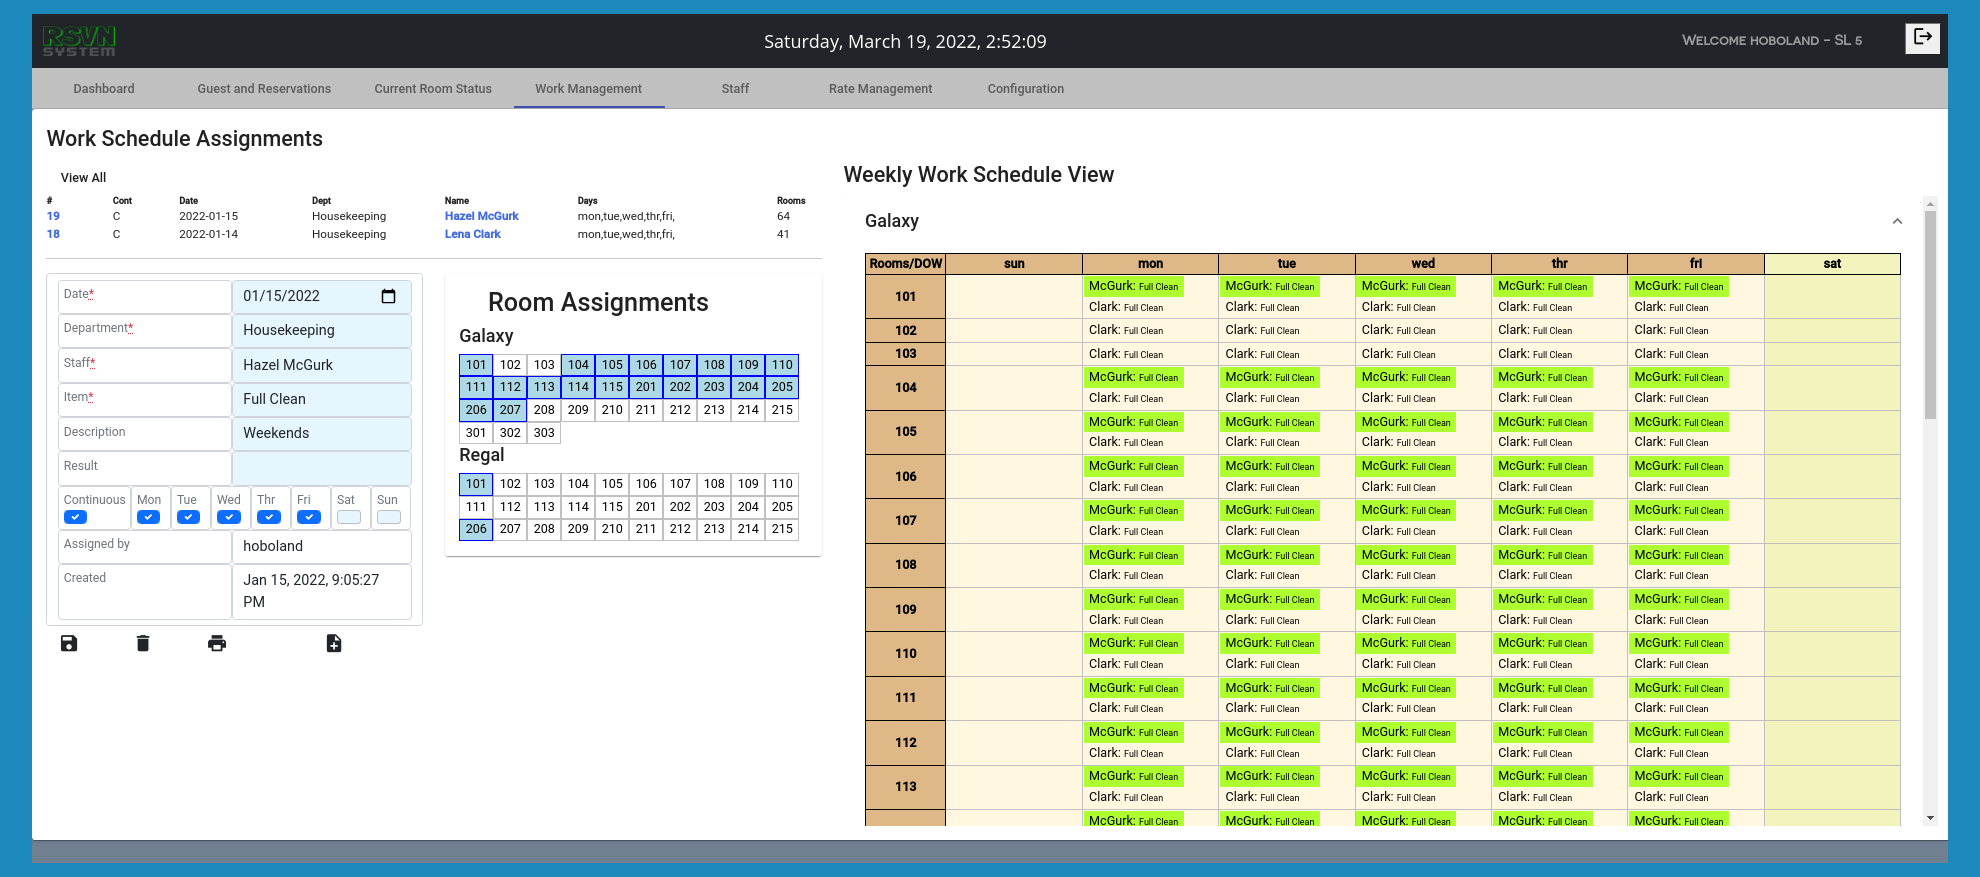 RSVN
SYSTEM
Saturday, March 19, 2022, 2:52:09
Welcome hoboland - SL 5
Dashboard Guest and Reservations Current Room Status Work Management Staff Rate Management Configuration
Work Schedule Assignments
View All
# Cont Date Dept Name Days Rooms
19 C 2022-01-15 Housekeeping Hazel McGurk mon,tue,wed,thr,fri, 64
18 C 2022-01-14 Housekeeping Lena Clark mon,tue,wed,thr,fri, 41
Date* 01/15/2022
Department* Housekeeping
Staff* Hazel McGurk
Item* Full Clean
Description Weekends
Result
Continuous Mon Tue Wed Thr Fri Sat Sun
Assigned by hoboland
Created Jan 15, 2022, 9:05:27
PM
Room Assignments
Galaxy
101 102 103 104 105 106 107 108 109 110
111 112 113 114 115 201 202 203 204 205
206 207 208 209 210 211 212 213 214 215
301 302 303
Regal
101 102 103 104 105 106 107 108 109 110
111 112 113 114 115 201 202 203 204 205
206 207 208 209 210 211 212 213 214 215
Weekly Work Schedule View
Galaxy
Rooms/DOW sun mon tue wed thr fri sat
McGurk: Full Clean McGurk: Full Clean McGurk: Full Clean McGurk: Full Clean McGurk: Full Clean
101
Clark: Full Clean Clark: Full Clean Clark: Full Clean Clark: Full Clean Clark: Full Clean
102 Clark: Full Clean Clark: Full Clean Clark: Full Clean Clark: Full Clean Clark: Full Clean
103 Clark: Full Clean Clark: Full Clean Clark: Full Clean Clark: Full Clean Clark: Full Clean
McGurk: Full Clean McGurk: Full Clean McGurk: Full Clean McGurk: Full Clean McGurk: Full Clean
104
Clark: Full Clean Clark: Full Clean Clark: Full Clean Clark: Full Clean Clark: Full Clean
McGurk: Full Clean McGurk: Full Clean McGurk: Full Clean McGurk: Full Clean McGurk: Full Clean
105
Clark: Full Clean Clark: Full Clean Clark: Full Clean Clark: Full Clean Clark: Full Clean
McGurk: Full Clean McGurk: Full Clean McGurk: Full Clean McGurk: Full Clean McGurk: Full Clean
106
Clark: Full Clean Clark: Full Clean Clark: Full Clean Clark: Full Clean Clark: Full Clean
McGurk: Full Clean McGurk: Full Clean McGurk: Full Clean McGurk: Full Clean McGurk: Full Clean
107
Clark: Full Clean Clark: Full Clean Clark: Full Clean Clark: Full Clean Clark: Full Clean
McGurk: Full Clean McGurk: Full Clean McGurk: Full Clean McGurk: Full Clean McGurk: Full Clean
108
Clark: Full Clean Clark: Full Clean Clark: Full Clean Clark: Full Clean Clark: Full Clean
McGurk: Full Clean McGurk: Full Clean McGurk: Full Clean McGurk: Full Clean McGurk: Full Clean
109
Clark: Full Clean Clark: Full Clean Clark: Full Clean Clark: Full Clean Clark: Full Clean
McGurk: Full Clean McGurk: Full Clean McGurk: Full Clean McGurk: Full Clean McGurk: Full Clean
110
Clark: Full Clean Clark: Full Clean Clark: Full Clean Clark: Full Clean Clark: Full Clean
McGurk: Full Clean McGurk: Full Clean McGurk: Full Clean McGurk: Full Clean McGurk: Full Clean
111
Clark: Full Clean Clark: Full Clean Clark: Full Clean Clark: Full Clean Clark: Full Clean
McGurk: Full Clean McGurk: Full Clean McGurk: Full Clean McGurk: Full Clean McGurk: Full Clean
112
Clark: Full Clean Clark: Full Clean Clark: Full Clean Clark: Full Clean Clark: Full Clean
McGurk: Full Clean McGurk: Full Clean McGurk: Full Clean McGurk: Full Clean McGurk: Full Clean
113
Clark: Full Clean Clark: Full Clean Clark: Full Clean Clark: Full Clean Clark: Full Clean
McGurk: Full Clean McGurk: Full Clean McGurk: Full Clean McGurk: Full Clean McGurk: Full Clean